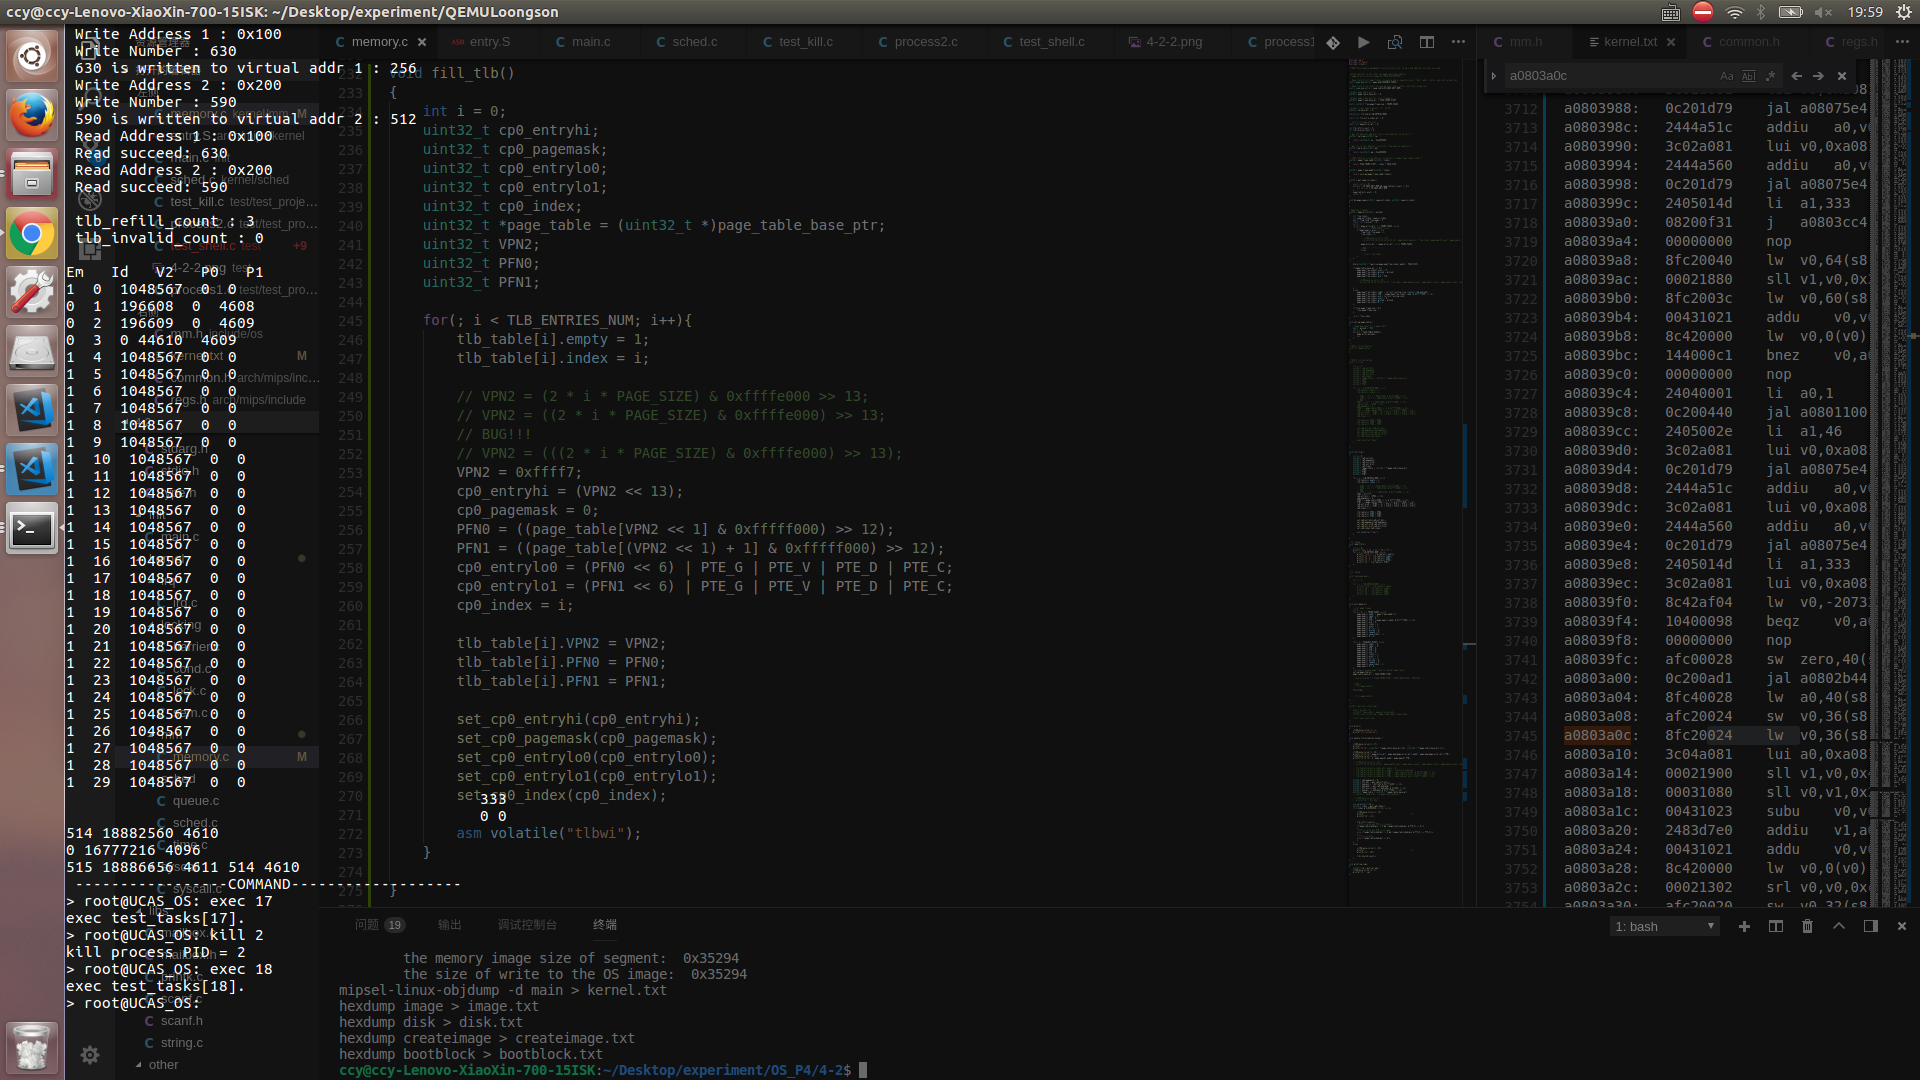 ccy@ccy-Lenovo-XiaoXin-700-15ISK: ~/Desktop/experiment/QEMULoongson
19:59
Write Address 1 : 0x100
Write Number : 630
630 is written to virtual addr 1 : 256
Write Address 2 : 0x200
Write Number : 590
590 is written to virtual addr 2 : 512
Read Address 1 : 0x100
Read succeed: 630
Read Address 2 : 0x200
Read succeed: 590
tlb_refill_count : 3
tlb_invalid_count : 0
Em Id V2 P0 P1
1 0 1048567 0 0
0 1 196608 0 4608
0 2 196609 0 4609
0 3 0 44610 4609
1 4 1048567 0 0
1 5 1048567 0 0
1 6 1048567 0 0
1 7 1048567 0 0
1 8 1048567 0 0
1 9 1048567 0 0
1 10 1048567 0 0
1 11 1048567 0 0
1 12 1048567 0 0
1 13 1048567 0 0
1 14 1048567 0 0
1 15 1048567 0 0
1 16 1048567 0 0
1 17 1048567 0 0
1 18 1048567 0 0
1 19 1048567 0 0
1 20 1048567 0 0
1 21 1048567 0 0
1 22 1048567 0 0
1 23 1048567 0 0
1 24 1048567 0 0
1 25 1048567 0 0
1 26 1048567 0 0
1 27 1048567 0 0
1 28 1048567 0 0
1 29 1048567 0 0
333
0 0
514 18882560 4610
0 16777216 4096
515 18886656 4611 514 4610
------------------COMMAND--------------------
> root@UCAS_OS: exec 17
exec test_tasks[17].
> root@UCAS_OS: kill 2
kill process PID = 2
> root@UCAS_OS: exec 18
exec test_tasks[18].
> root@UCAS_OS:
queue.c
sched.c
scanf.h
string.c
other
memory.c
entry.S
main.c
sched.c
test_kill.c
process2.c
test_shell.c
4-2-2.png
process1
void fill_tlb()
233 {
234 int i = 0;
235 uint32_t cp0_entryhi;
236 uint32_t cp0_pagemask;
237 uint32_t cp0_entrylo0;
238 uint32_t cp0_entrylo1;
239 uint32_t cp0_index;
240 uint32_t *page_table = (uint32_t *)page_table_base_ptr;
241 uint32_t VPN2;
242 uint32_t PFN0;
243 uint32_t PFN1;
244
245 for(; i < TLB_ENTRIES_NUM; i++){
246 tlb_table[i].empty = 1;
247 tlb_table[i].index = i;
248
249 // VPN2 = (2 * i * PAGE_SIZE) & 0xffffe000 >> 13;
250 // VPN2 = ((2 * i * PAGE_SIZE) & 0xffffe000) >> 13;
251 // BUG!!!
252 // VPN2 = (((2 * i * PAGE_SIZE) & 0xffffe000) >> 13);
253 VPN2 = 0xffff7;
254 cp0_entryhi = (VPN2 << 13);
255 cp0_pagemask = 0;
256 PFN0 = ((page_table[VPN2 << 1] & 0xfffff000) >> 12);
257 PFN1 = ((page_table[(VPN2 << 1) + 1] & 0xfffff000) >> 12);
258 cp0_entrylo0 = (PFN0 << 6) | PTE_G | PTE_V | PTE_D | PTE_C;
259 cp0_entrylo1 = (PFN1 << 6) | PTE_G | PTE_V | PTE_D | PTE_C;
260 cp0_index = i;
261
262 tlb_table[i].VPN2 = VPN2;
263 tlb_table[i].PFN0 = PFN0;
264 tlb_table[i].PFN1 = PFN1;
265
266 set_cp0_entryhi(cp0_entryhi);
267 set_cp0_pagemask(cp0_pagemask);
268 set_cp0_entrylo0(cp0_entrylo0);
269 set_cp0_entrylo1(cp0_entrylo1);
270 set_cp0_index(cp0_index);
271
272 asm volatile("tlbwi");
273 }
274
275 }
mm.h
kernel.txt
common.h
regs.h
a0803a0c
3712 a0803988: 0c201d79 jal a08075e4
3713 a080398c: 2444a51c addiu a0,v
3714 a0803990: 3c02a081 lui v0,0xa08
3715 a0803994: 2444a560 addiu a0,v
3716 a0803998: 0c201d79 jal a08075e4
3717 a080399c: 2405014d li a1,333
3718 a08039a0: 08200f31 j a0803cc4
3719 a08039a4: 00000000 nop
3720 a08039a8: 8fc20040 lw v0,64(s8
3721 a08039ac: 00021880 sll v1,v0,0x
3722 a08039b0: 8fc2003c lw v0,60(s8
3723 a08039b4: 00431021 addu v0,v
3724 a08039b8: 8c420000 lw v0,0(v0)
3725 a08039bc: 144000c1 bnez v0,a0
3726 a08039c0: 00000000 nop
3727 a08039c4: 24040001 li a0,1
3728 a08039c8: 0c200440 jal a0801100
3729 a08039cc: 2405002e li a1,46
3730 a08039d0: 3c02a081 lui v0,0xa08
3731 a08039d4: 0c201d79 jal a08075e4
3732 a08039d8: 2444a51c addiu a0,v
3733 a08039dc: 3c02a081 lui v0,0xa08
3734 a08039e0: 2444a560 addiu a0,v
3735 a08039e4: 0c201d79 jal a08075e4
3736 a08039e8: 2405014d li a1,333
3737 a08039ec: 3c02a081 lui v0,0xa08
3738 a08039f0: 8c42af04 lw v0,-2073
3739 a08039f4: 10400098 beqz v0,a0
3740 a08039f8: 00000000 nop
3741 a08039fc: afc00028 sw zero,40(
3742 a0803a00: 0c200ad1 jal a0802b44
3743 a0803a04: 8fc40028 lw a0,40(s8
3744 a0803a08: afc20024 sw v0,36(s8
3745 a0803a0c: 8fc20024 lw v0,36(s8
3746 a0803a10: 3c04a081 lui a0,0xa08
3747 a0803a14: 00021900 sll v1,v0,0x
3748 a0803a18: 00031080 sll v0,v1,0x
3749 a0803a1c: 00431023 subu v0,v
3750 a0803a20: 2483d7e0 addiu v1,a
3751 a0803a24: 00431021 addu v0,v
3752 a0803a28: 8c420000 lw v0,0(v0)
3753 a0803a2c: 00021302 srl v0,v0,0x
问题 19
输出
调试控制台
终端
1: bash
the memory image size of segment: 0x35294
the size of write to the OS image: 0x35294
mipsel-linux-objdump -d main > kernel.txt
hexdump image > image.txt
hexdump disk > disk.txt
hexdump createimage > createimage.txt
hexdump bootblock > bootblock.txt
ccy@ccy-Lenovo-XiaoXin-700-15ISK:~/Desktop/experiment/OS_P4/4-2$